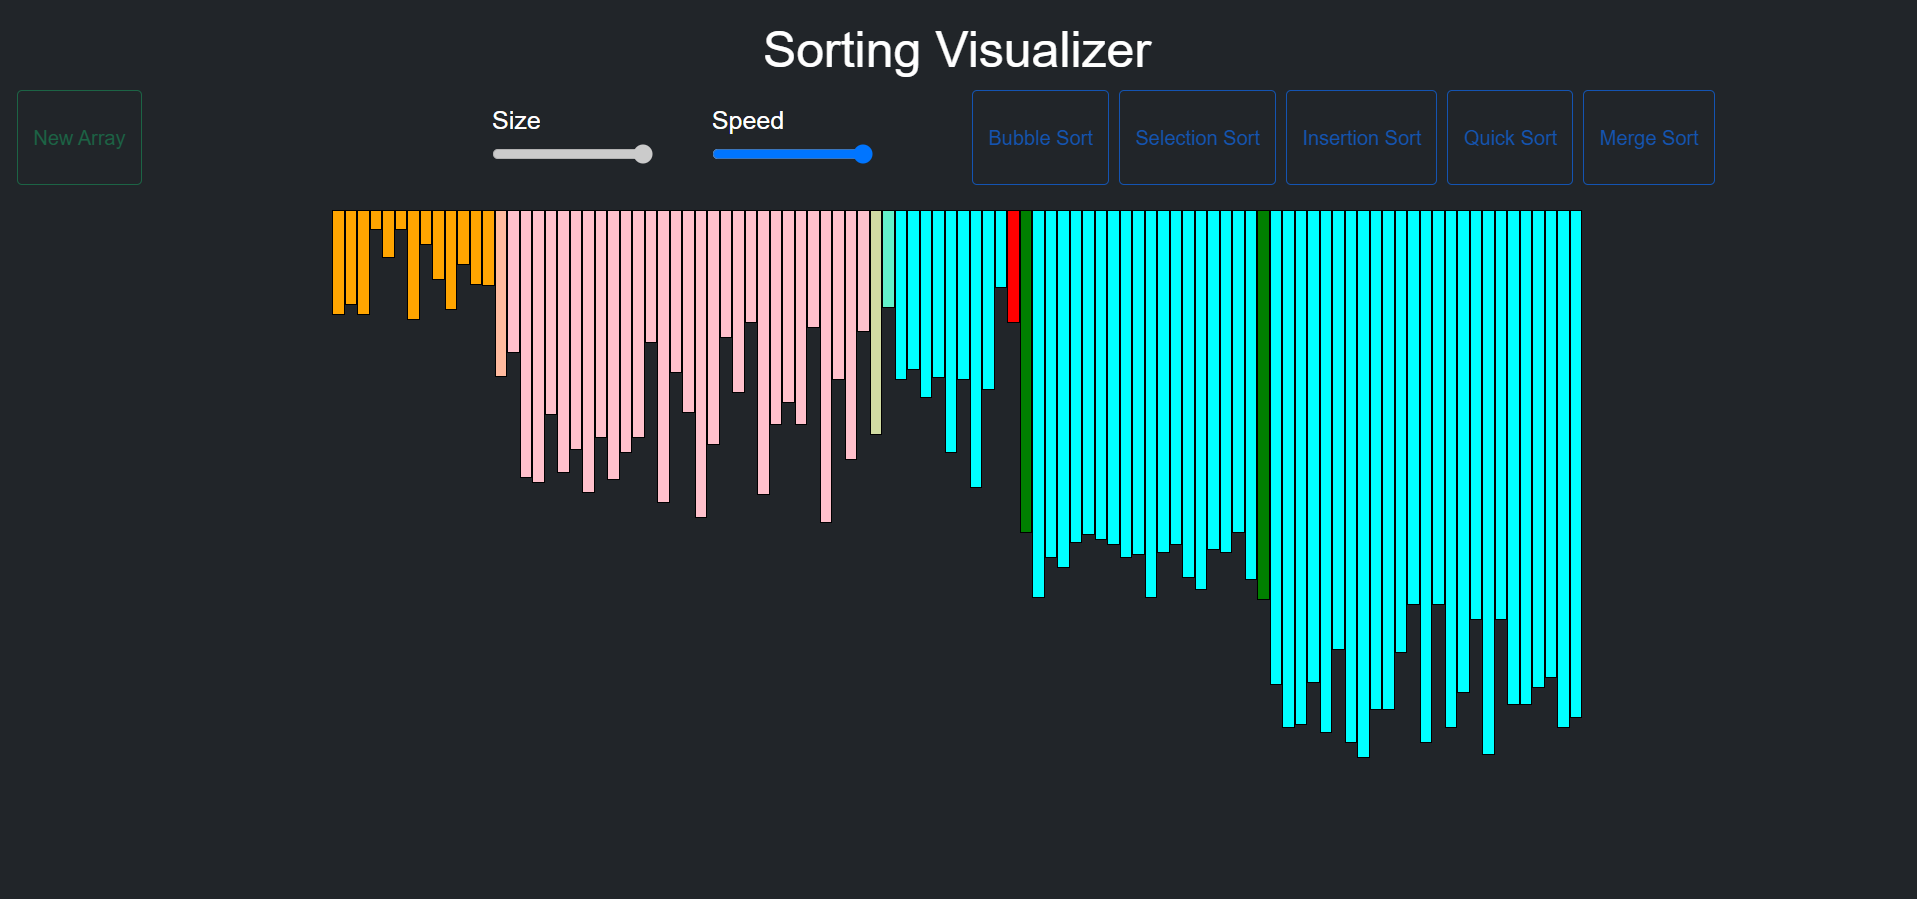 Sorting Visualizer
New Array
Size
Speed
Bubble Sort
Selection Sort
Insertion Sort
Quick Sort
Merge Sort